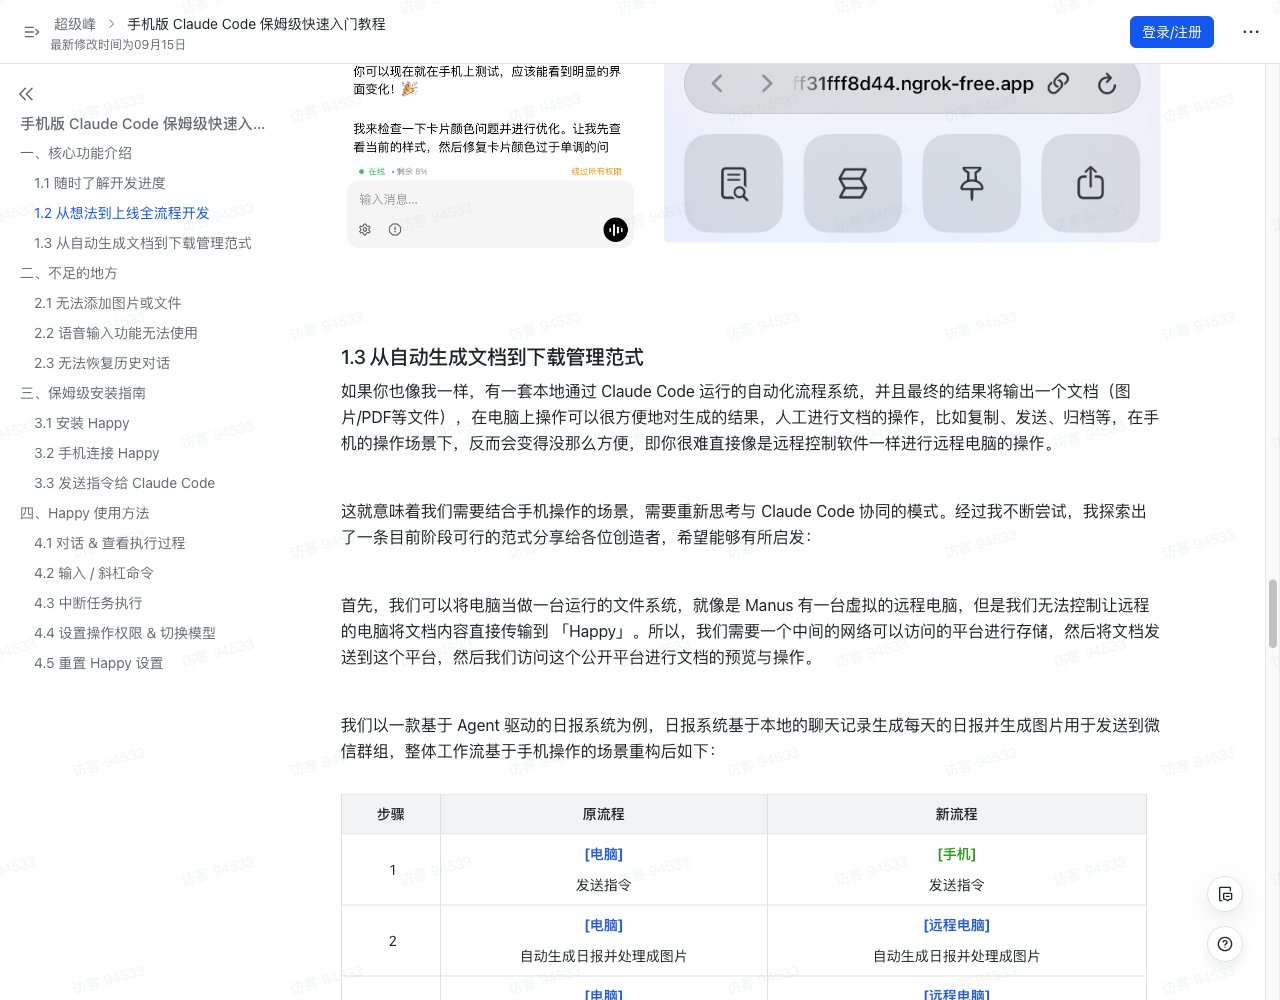 超级峰 > 手机版 Claude Code 保姆级快速入门教程
最新修改时间为09月15日
登录/注册
手机版 Claude Code 保姆级快速入...
一、核心功能介绍
1.1 随时了解开发进度
1.2 从想法到上线全流程开发
1.3 从自动生成文档到下载管理范式
二、不足的地方
2.1 无法添加图片或文件
2.2 语音输入功能无法使用
2.3 无法恢复历史对话
三、保姆级安装指南
3.1 安装 Happy
3.2 手机连接 Happy
3.3 发送指令给 Claude Code
四、Happy 使用方法
4.1 对话 & 查看执行过程
4.2 输入 / 斜杠命令
4.3 中断任务执行
4.4 设置操作权限 & 切换模型
4.5 重置 Happy 设置
你可以现在就在手机上测试，应该能看到明显的界
面变化！🎉
我来检查一下卡片颜色问题并进行优化。让我先查
看当前的样式，然后修复卡片颜色过于单调的问
在线 • 剩余 8%
绕过所有权限
输入消息...
ff31fff8d44.ngrok-free.app
1.3 从自动生成文档到下载管理范式
如果你也像我一样，有一套本地通过 Claude Code 运行的自动化流程系统，并且最终的结果将输出一个文档（图
片/PDF等文件），在电脑上操作可以很方便地对生成的结果，人工进行文档的操作，比如复制、发送、归档等，在手
机的操作场景下，反而会变得没那么方便，即你很难直接像是远程控制软件一样进行远程电脑的操作。
这就意味着我们需要结合手机操作的场景，需要重新思考与 Claude Code 协同的模式。经过我不断尝试，我探索出
了一条目前阶段可行的范式分享给各位创造者，希望能够有所启发：
首先，我们可以将电脑当做一台运行的文件系统，就像是 Manus 有一台虚拟的远程电脑，但是我们无法控制让远程
的电脑将文档内容直接传输到 「Happy」。所以，我们需要一个中间的网络可以访问的平台进行存储，然后将文档发
送到这个平台，然后我们访问这个公开平台进行文档的预览与操作。
我们以一款基于 Agent 驱动的日报系统为例，日报系统基于本地的聊天记录生成每天的日报并生成图片用于发送到微
信群组，整体工作流基于手机操作的场景重构后如下：
步骤 原流程 新流程
[电脑] [手机]
1
发送指令 发送指令
[电脑] [远程电脑]
2
自动生成日报并处理成图片 自动生成日报并处理成图片
[电脑] [远程电脑]
访客 94533